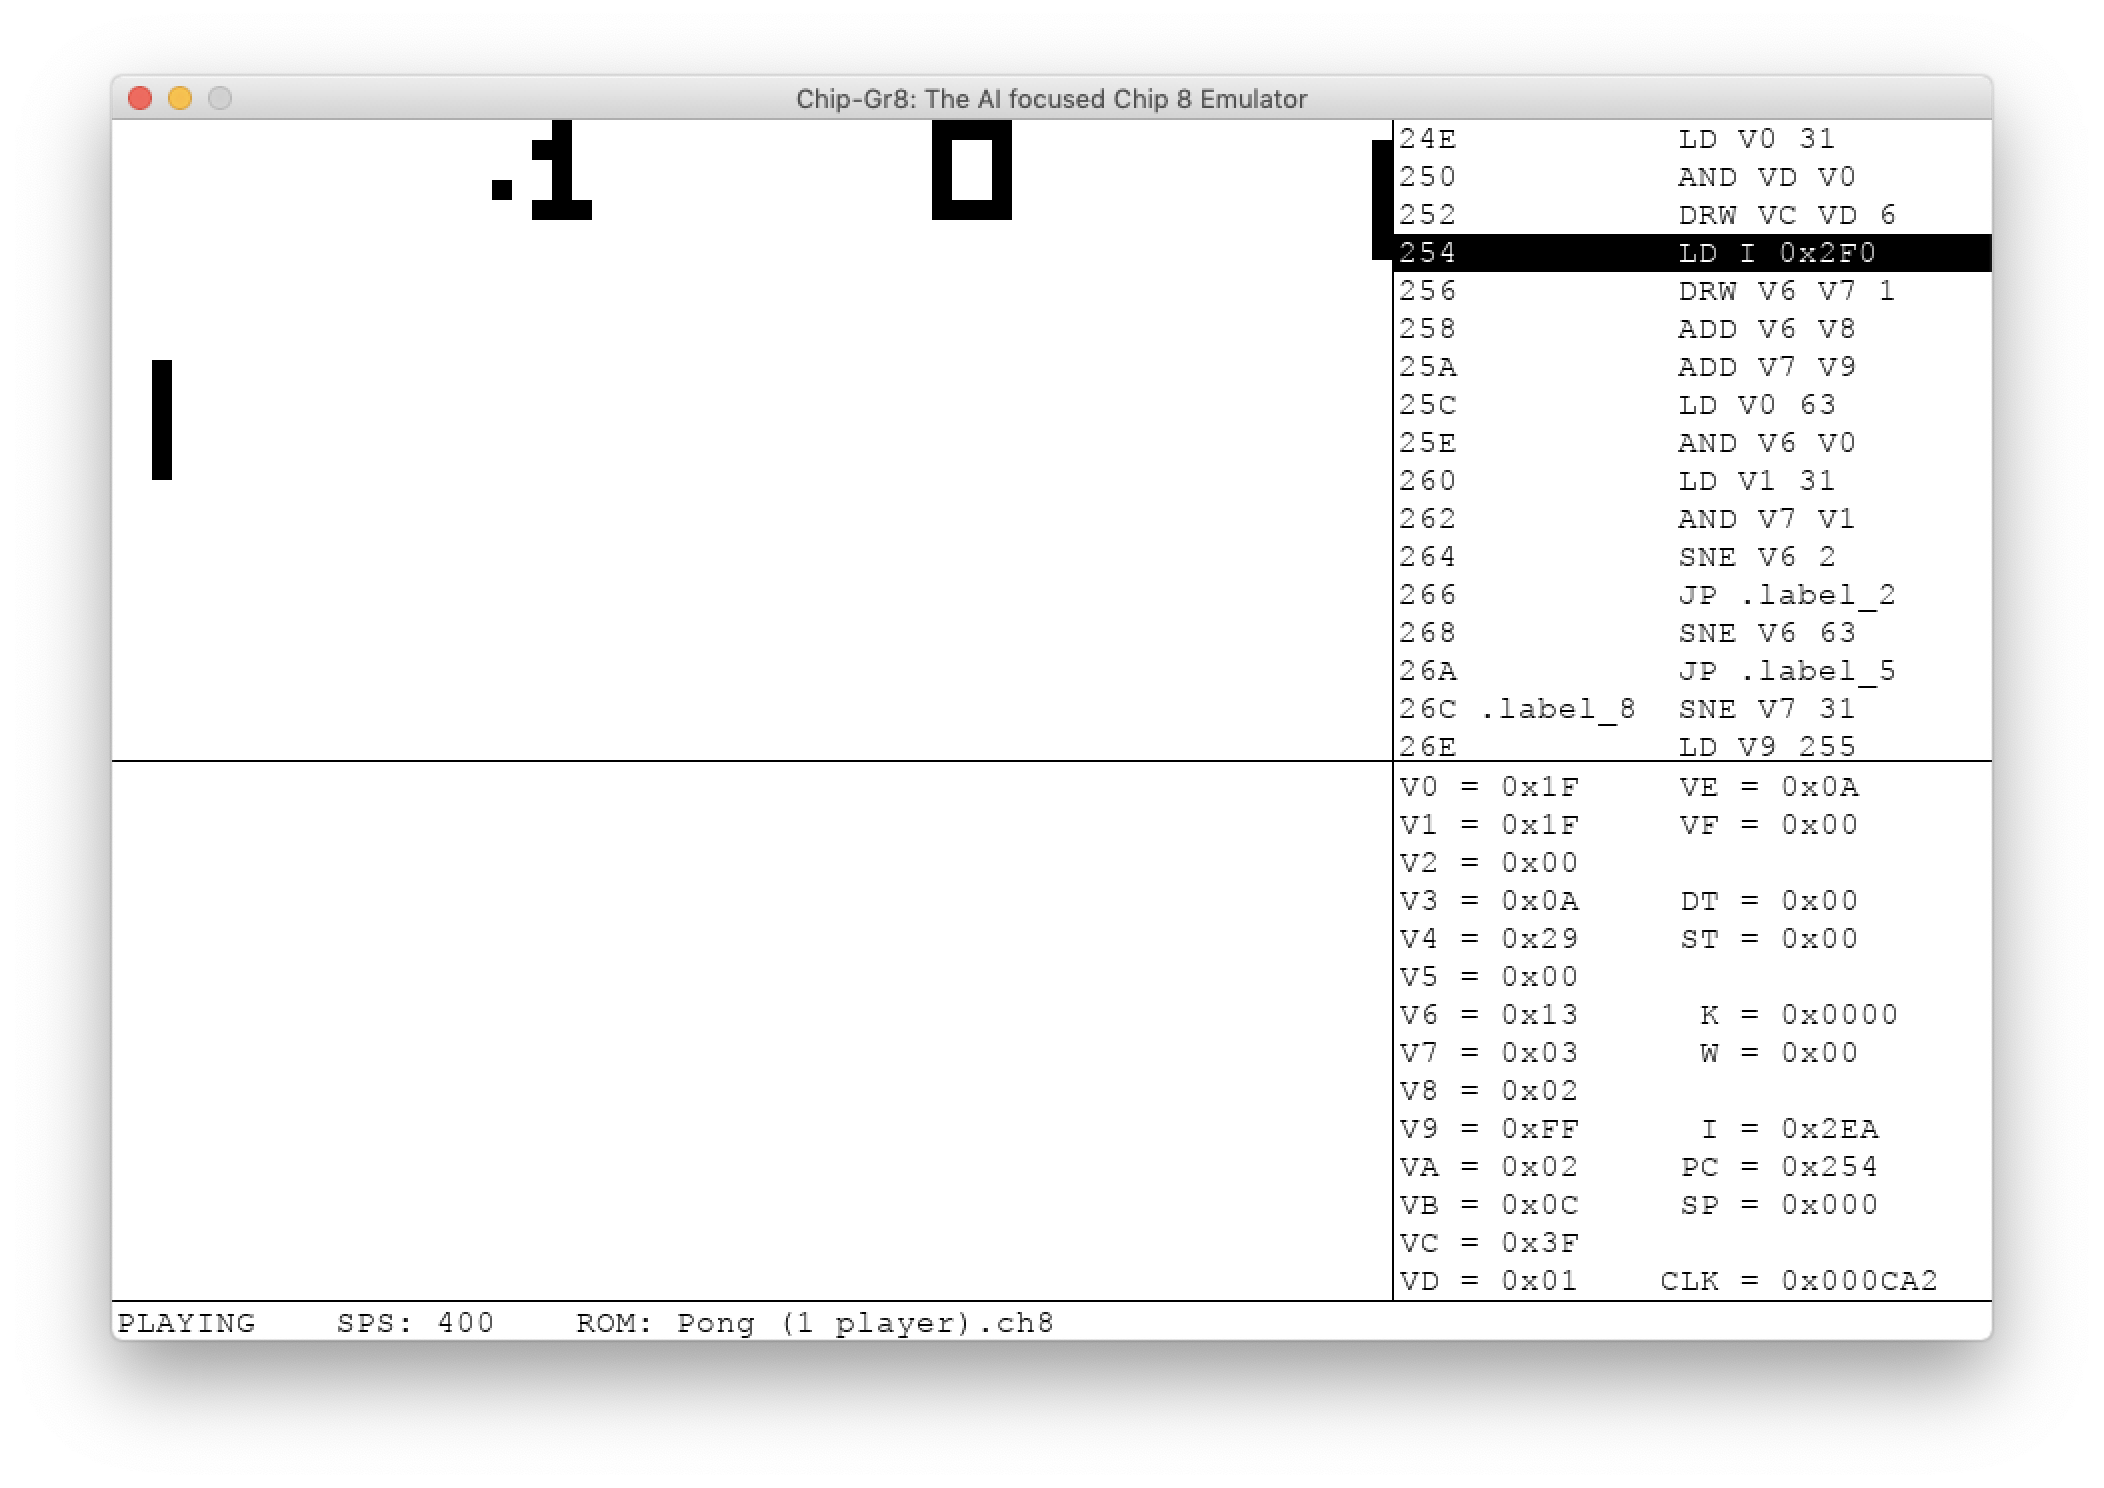 Chip-Gr8: The AI focused Chip 8 Emulator
.1 0
24E LD V0 31
250 AND VD V0
252 DRW VC VD 6
254 LD I 0x2F0
256 DRW V6 V7 1
258 ADD V6 V8
25A ADD V7 V9
25C LD V0 63
25E AND V6 V0
260 LD V1 31
262 AND V7 V1
264 SNE V6 2
266 JP .label_2
268 SNE V6 63
26A JP .label_5
26C .label_8 SNE V7 31
26E LD V9 255
V0 = 0x1F VE = 0x0A
V1 = 0x1F VF = 0x00
V2 = 0x00
V3 = 0x0A DT = 0x00
V4 = 0x29 ST = 0x00
V5 = 0x00
V6 = 0x13 K = 0x0000
V7 = 0x03 W = 0x00
V8 = 0x02
V9 = 0xFF I = 0x2EA
VA = 0x02 PC = 0x254
VB = 0x0C SP = 0x000
VC = 0x3F
VD = 0x01 CLK = 0x000CA2
PLAYING SPS: 400 ROM: Pong (1 player).ch8